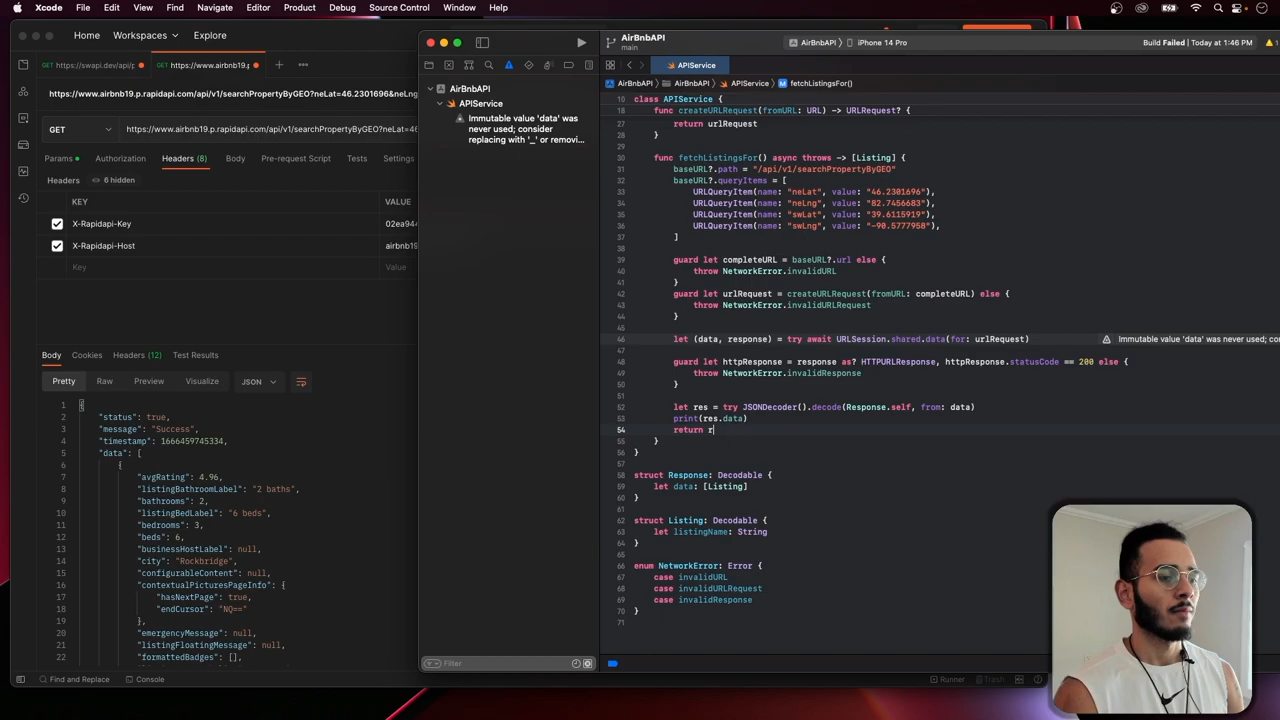 Xcode File Edit View Find Navigate Editor Product Debug Source Control Window Help
Home Workspaces Explore
GET https://swapi.dev/api/p
GET https://www.airbnb19.p
https://www.airbnb19.p.rapidapi.com/api/v1/searchPropertyByGEO?neLat=46.2301696&neLng
GET https://www.airbnb19.p.rapidapi.com/api/v1/searchPropertyByGEO?neLat=46
Params Authorization Headers (8) Body Pre-request Script Tests Settings
Headers 6 hidden
KEY VALUE
X-Rapidapi-Key 02ea944
X-Rapidapi-Host airbnb19
Key Value
Body Cookies Headers (12) Test Results
Pretty Raw Preview Visualize JSON
1 {
2 "status": true,
3 "message": "Success",
4 "timestamp": 1666459745334,
5 "data": [
6 {
7 "avgRating": 4.96,
8 "listingBathroomLabel": "2 baths",
9 "bathrooms": 2,
10 "listingBedLabel": "6 beds",
11 "bedrooms": 3,
12 "beds": 6,
13 "businessHostLabel": null,
14 "city": "Rockbridge",
15 "configurableContent": null,
16 "contextualPicturesPageInfo": {
17 "hasNextPage": true,
18 "endCursor": "NQ=="
19 },
20 "emergencyMessage": null,
21 "listingFloatingMessage": null,
22 "formattedBadges": [],
Find and Replace Console
Runner Trash
AirBnbAPI
main
AirBnbAPI iPhone 14 Pro
Build Failed | Today at 1:46 PM
1
APIService
AirBnbAPI AirBnbAPI APIService fetchListingsFor()
AirBnbAPI
APIService
Immutable value 'data' was
never used; consider
replacing with '_' or removin...
Filter
10 class APIService {
18 func createURLRequest(fromURL: URL) -> URLRequest? {
27 return urlRequest
28 }
29
30 func fetchListingsFor() async throws -> [Listing] {
31 baseURL?.path = "/api/v1/searchPropertyByGEO"
32 baseURL?.queryItems = [
33 URLQueryItem(name: "neLat", value: "46.2301696"),
34 URLQueryItem(name: "neLng", value: "82.7456683"),
35 URLQueryItem(name: "swLat", value: "39.6115919"),
36 URLQueryItem(name: "swLng", value: "-90.5777958"),
37 ]
38
39 guard let completeURL = baseURL?.url else {
40 throw NetworkError.invalidURL
41 }
42 guard let urlRequest = createURLRequest(fromURL: completeURL) else {
43 throw NetworkError.invalidURLRequest
44 }
45
46 let (data, response) = try await URLSession.shared.data(for: urlRequest) Immutable value 'data' was never used; co
47
48 guard let httpResponse = response as? HTTPURLResponse, httpResponse.statusCode == 200 else {
49 throw NetworkError.invalidResponse
50 }
51
52 let res = try JSONDecoder().decode(Response.self, from: data)
53 print(res.data)
54 return r
55 }
56 }
57
58 struct Response: Decodable {
59 let data: [Listing]
60 }
61
62 struct Listing: Decodable {
63 let listingName: String
64 }
65
66 enum NetworkError: Error {
67 case invalidURL
68 case invalidURLRequest
69 case invalidResponse
70 }
71